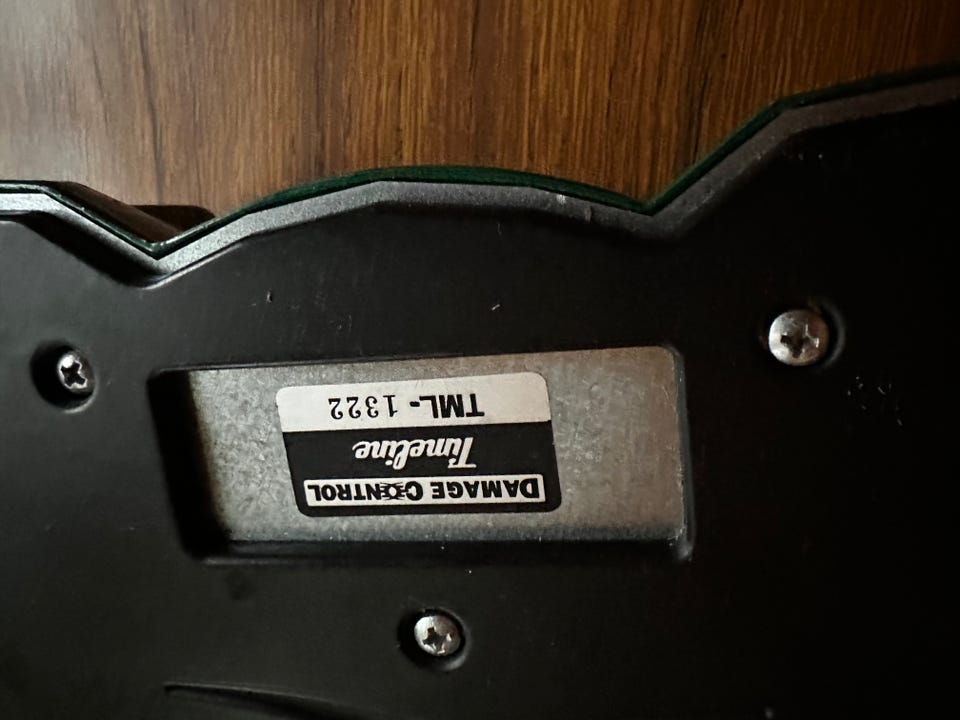 DAMAGE CONTROL
Timeline
TML- 1322